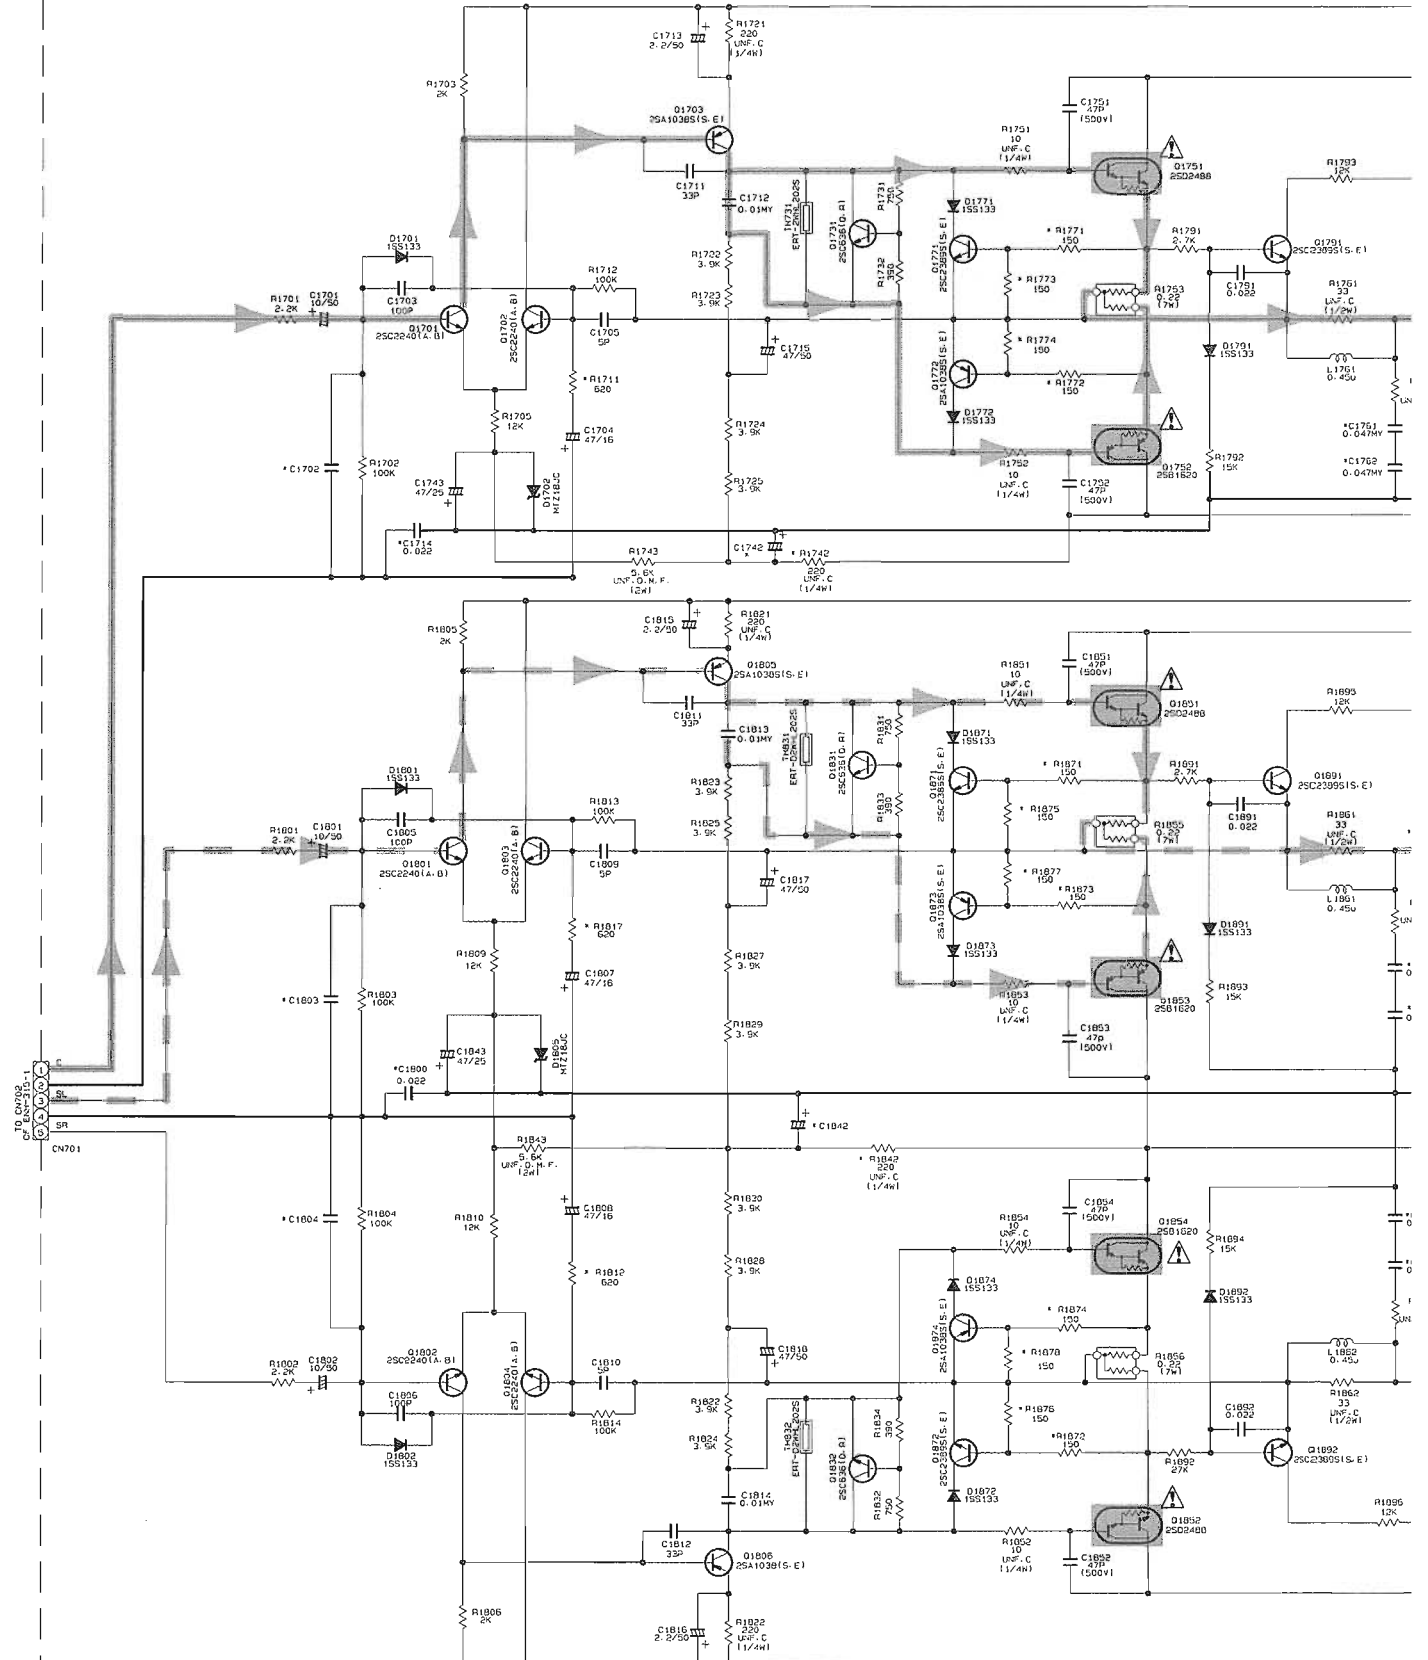 C1713
2.2/50
R1721
220
UNF.C
(1/4W)
R1703
2K
Q1703
2SA1038S(S.E)
C1711
33P
C1712
0.01MY
TH731
Q1731
2SC636(Q.R)
R1731
750
R1732
390
R1751
10
UNF.C
(1/4W)
C1751
47P
(500V)
Q1751
2SD2488
R1793
12K
D1771
1SS133
Q1771
2SC2389S(S.E)
* R1771
150
* R1773
150
R1791
2.7K
Q1791
2SC2389S(S.E)
C1791
0.022
R1753
0.22
(7W)
R1761
33
UNF.C
(1/2W)
D1701
1SS133
C1703
100P
R1701
2.2K
C1701
10/50
Q1701
2SC2240(A.B)
Q1702
2SC2240(A.B)
R1712
100K
C1705
5P
R1722
3.9K
R1723
3.9K
C1715
47/50
* R1774
150
Q1772
2SA1038S(S.E)
* R1772
150
D1772
1SS133
D1791
1SS133
L1761
0.45u
*C1761
0.047MY
*C1762
0.047MY
* R1711
620
R1705
12K
C1704
47/16
R1724
3.9K
R1725
3.9K
*C1702
R1702
100K
C1743
47/25
D1702
MTZ18JC
R1752
10
UNF.C
(1/4W)
C1752
47P
(500V)
Q1752
2SB1620
R1792
15K
*C1714
0.022
R1743
5.6K
UNF.O.M.F.
(2W)
C1742
*
* R1742
220
UNF.C
(1/4W)
R1805
2K
C1815
2.2/50
R1821
220
UNF.C
(1/4W)
Q1805
2SA1038S(S.E)
C1811
33P
C1813
0.01MY
TH831
Q1831
2SC636(Q.R)
R1831
750
R1833
390
R1851
10
UNF.C
(1/4W)
C1851
47P
(500V)
Q1851
2SD2488
R1895
12K
D1871
1SS133
Q1871
2SC2389S(S.E)
* R1871
150
* R1875
150
R1891
2.7K
Q1891
2SC2389S(S.E)
C1891
0.022
R1855
0.22
(7W)
R1861
33
UNF.C
(1/2W)
D1801
1SS133
C1805
100P
R1801
2.2K
C1801
10/50
Q1801
2SC2240(A.B)
Q1803
2SC2240(A.B)
R1813
100K
C1809
5P
R1823
3.9K
R1825
3.9K
C1817
47/50
* R1877
150
Q1873
2SA1038S(S.E)
* R1873
150
D1873
1SS133
D1891
1SS133
L1861
0.45u
* R1817
620
R1809
12K
C1807
47/16
R1827
3.9K
R1829
3.9K
*C1803
R1803
100K
C1843
47/25
D1805
MTZ18JC
R1853
10
UNF.C
(1/4W)
C1853
47p
(500V)
Q1853
2SB1620
R1893
15K
*C1800
0.022
* C1842
TO CN702
1
2
3
4
5
C
SL
SR
CN701
R1843
5.6K
UNF.O.M.F.
(2W)
* R1842
220
UNF.C
(1/4W)
*C1804
R1804
100K
R1810
12K
C1808
47/16
* R1812
620
R1830
3.9K
R1828
3.9K
R1854
10
UNF.C
(1/4W)
C1854
47P
(500V)
Q1854
2SB1620
R1894
15K
D1892
1SS133
D1874
1SS133
Q1874
2SA1038S(S.E)
* R1874
150
* R1878
150
R1856
0.22
(7W)
L1862
0.45u
R1862
33
UNF.C
(1/2W)
Q1802
2SC2240(A.B)
Q1804
2SC2240(A.B)
R1802
2.2K
C1802
10/50
C1806
100P
D1802
1SS133
C1810
5P
R1814
100K
C1818
47/50
R1822
3.9K
R1824
3.9K
TH832
Q1832
2SC636(Q.R)
R1834
390
R1832
750
* R1876
150
*R1872
150
Q1872
2SC2389S(S.E)
D1872
1SS133
C1892
0.022
R1892
27K
Q1892
2SC2389S(S.E)
R1896
12K
C1814
0.01MY
C1812
33P
Q1806
2SA1038(S.E)
R1852
10
UNF.C
(1/4W)
C1852
47P
(500V)
Q1852
2SD2488
R1806
2K
C1816
2.2/50
R1822
220
UNF.C
(1/4W)